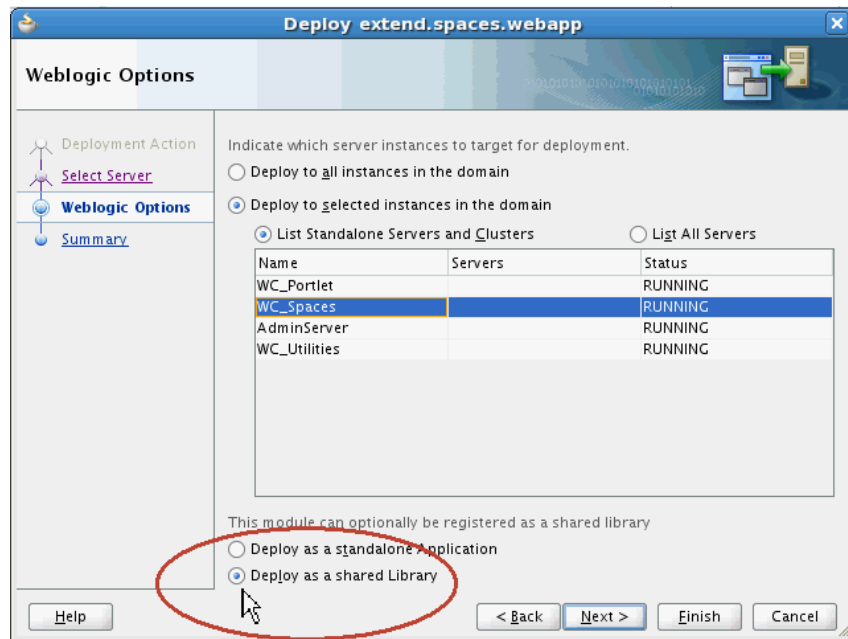 Deploy extend.spaces.webapp
Weblogic Options
Deployment Action
Select Server
Weblogic Options
Summary
Indicate which server instances to target for deployment.
Deploy to all instances in the domain
Deploy to selected instances in the domain
List Standalone Servers and Clusters List All Servers
Name Servers Status
WC_Portlet RUNNING
WC_Spaces RUNNING
AdminServer RUNNING
WC_Utilities RUNNING
This module can optionally be registered as a shared library
Deploy as a standalone Application
Deploy as a shared Library
Help < Back Next > Finish Cancel